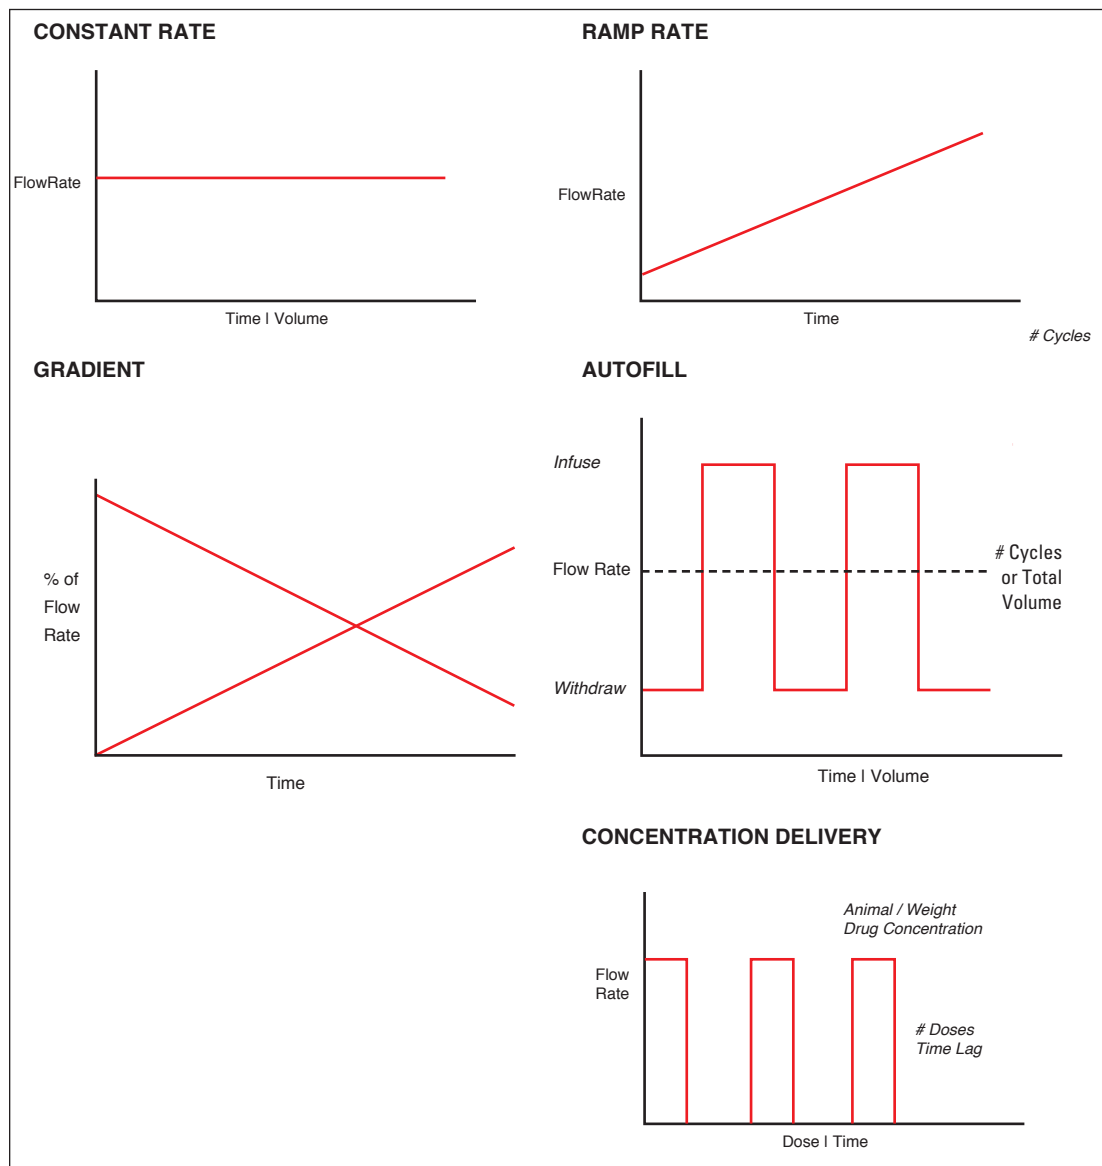 CONSTANT RATE
FlowRate
Time | Volume
RAMP RATE
FlowRate
Time
# Cycles
GRADIENT
% of
Flow
Rate
Time
AUTOFILL
Infuse
Flow Rate
Withdraw
# Cycles
or Total
Volume
Time | Volume
CONCENTRATION DELIVERY
Animal / Weight
Drug Concentration
Flow
Rate
# Doses
Time Lag
Dose | Time